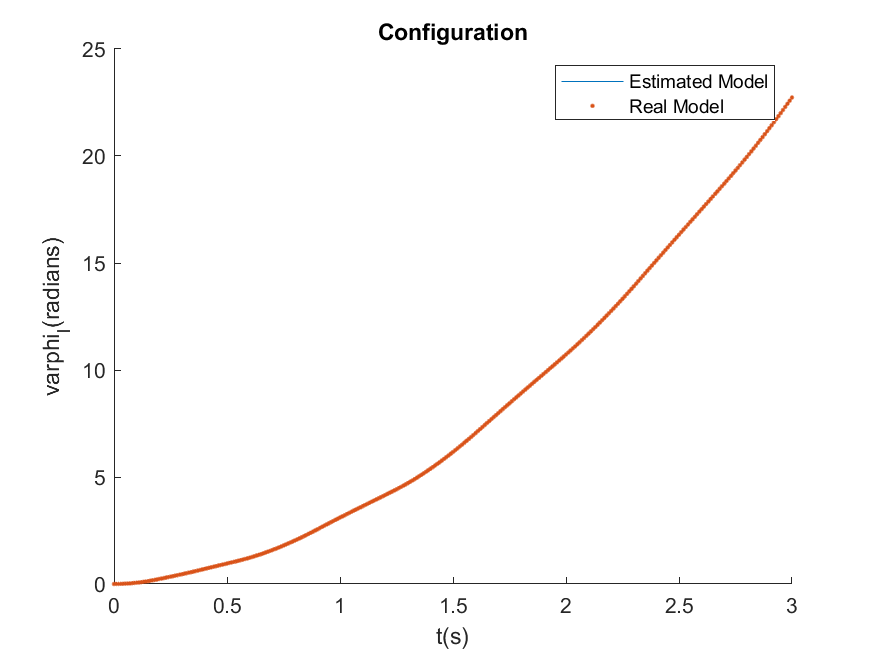 Configuration
25
Estimated Model
Real Model
20
15
varphi_l(radians)
10
5
0
0 0.5 1 1.5 2 2.5 3
t(s)